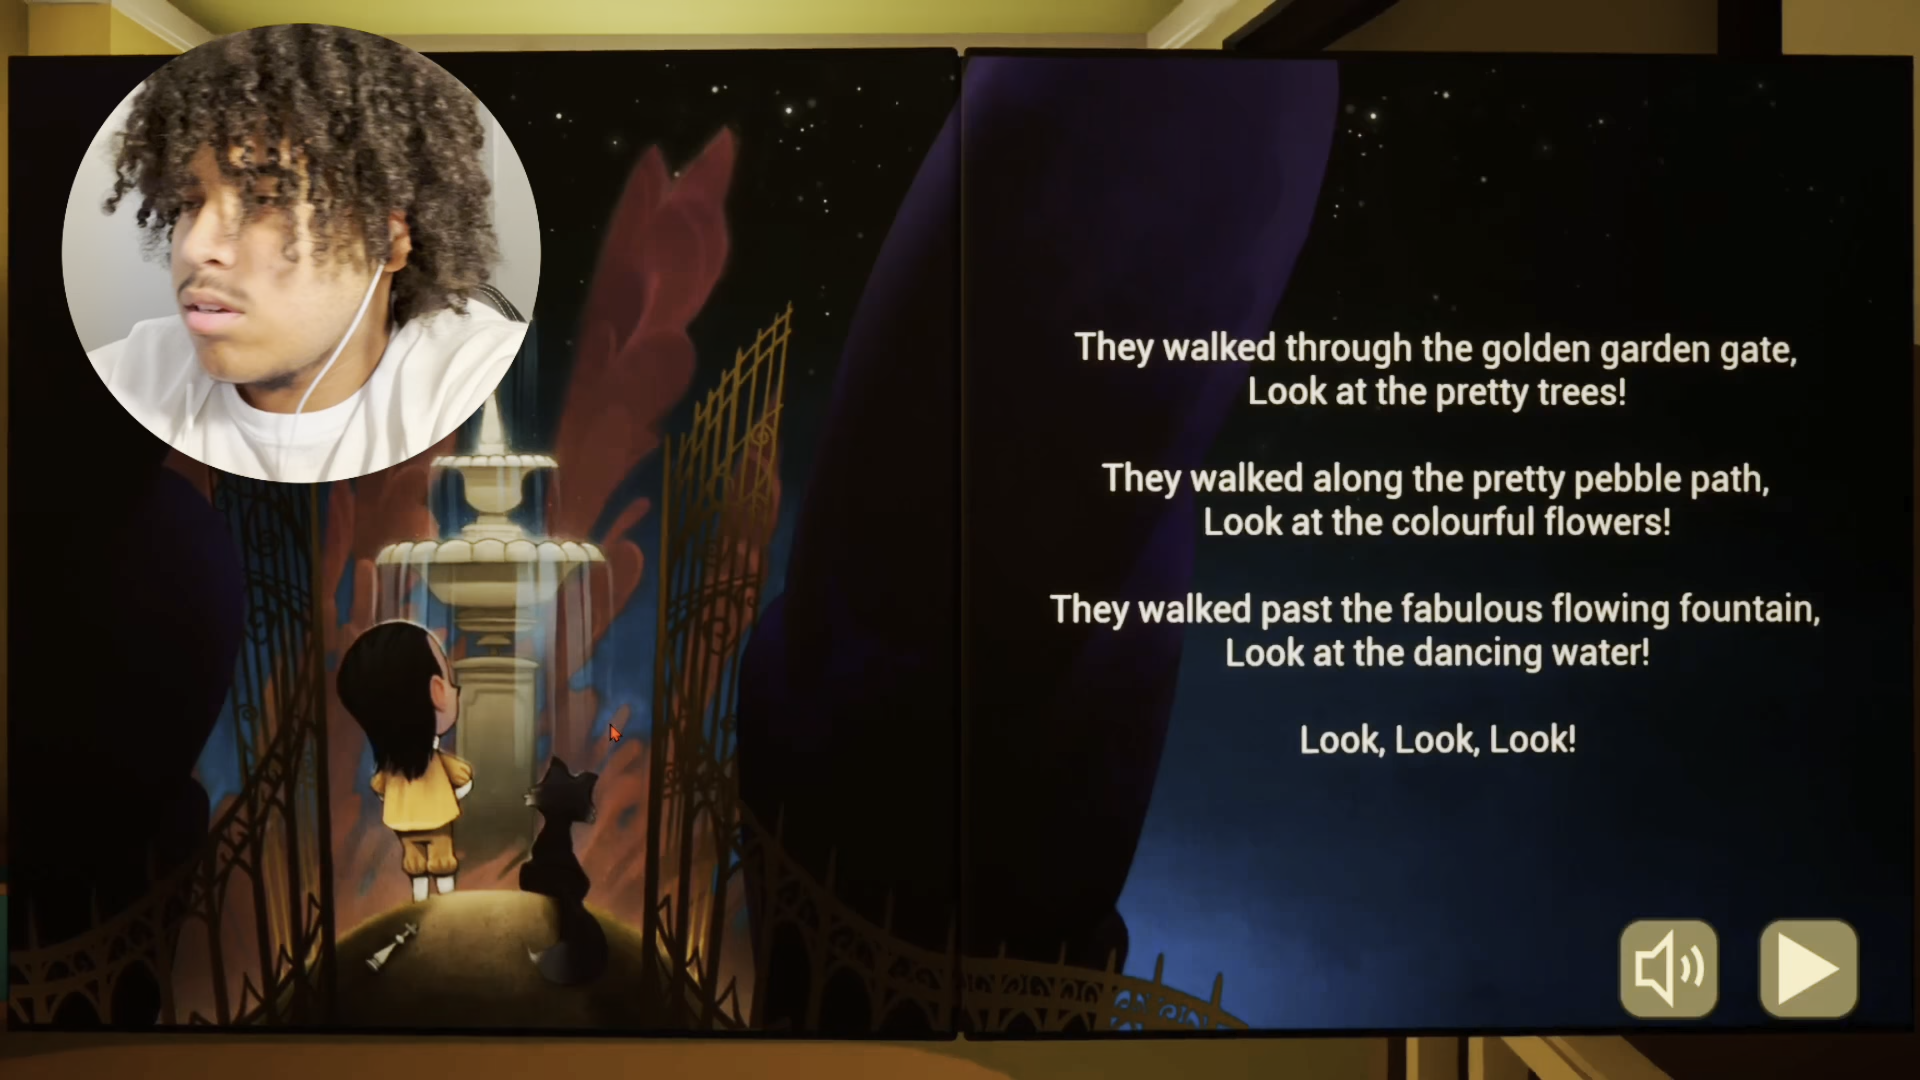 They walked through the golden garden gate,
Look at the pretty trees!
They walked along the pretty pebble path,
Look at the colourful flowers!
They walked past the fabulous flowing fountain,
Look at the dancing water!
Look, Look, Look!